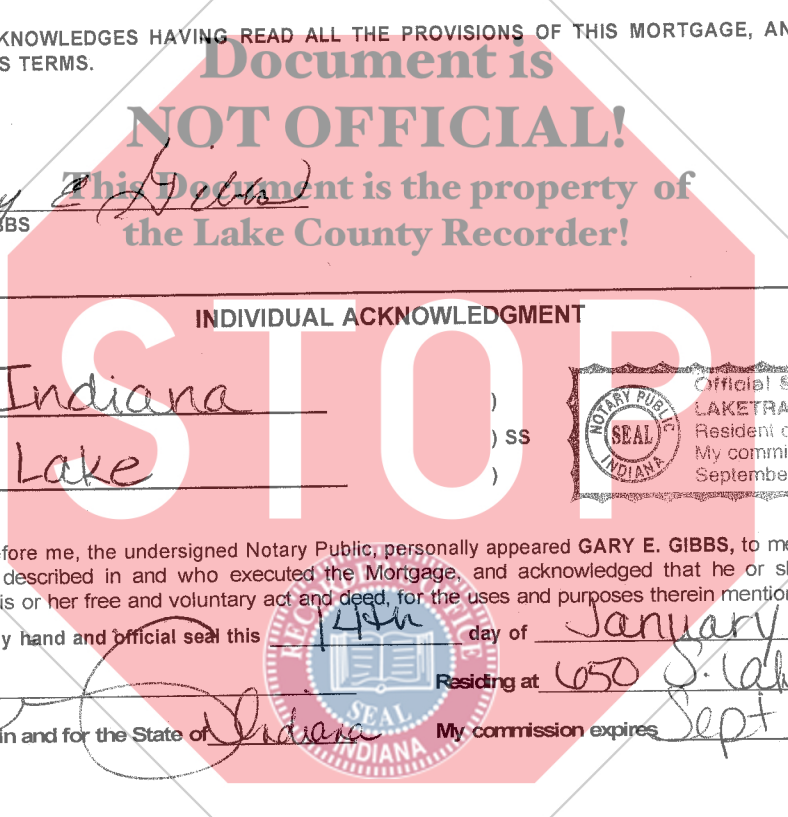 KNOWLEDGES HAVING READ ALL THE PROVISIONS OF THIS MORTGAGE, AN
S TERMS.
Document is
NOT OFFICIAL!
This Document is the property of
the Lake County Recorder!
y E Gibbs
BBS
STOP
INDIVIDUAL ACKNOWLEDGMENT
Indiana )
) SS
Lake )
Official S
LAKETRA
Resident o
My commi
Septembe
NOTARY PUBLIC
SEAL
INDIANA
fore me, the undersigned Notary Public, personally appeared GARY E. GIBBS, to me
described in and who executed the Mortgage, and acknowledged that he or s
is or her free and voluntary act and deed, for the uses and purposes therein mention
y hand and official seal this 14th day of January
Residing at 650 S. Lak
in and for the State of Indiana My commission expires Sept
SEAL
INDIANA